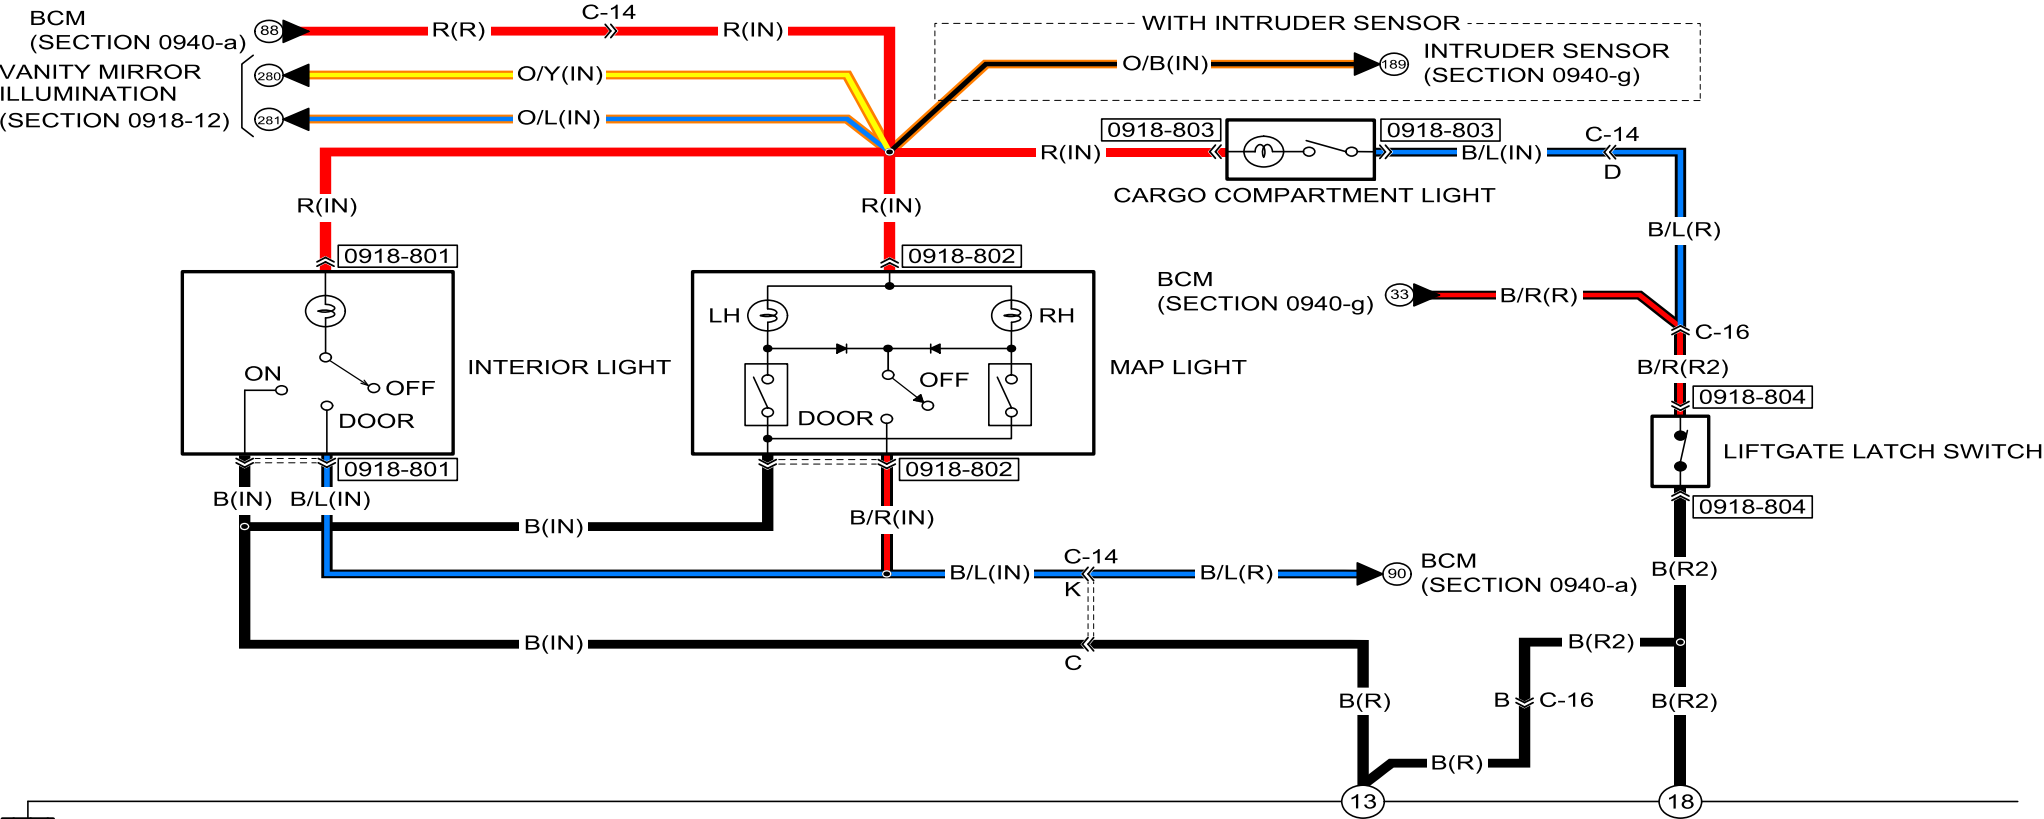 BCM
(SECTION 0940-a)
88
R(R)
C-14
R(IN)
WITH INTRUDER SENSOR
VANITY MIRROR
ILLUMINATION
(SECTION 0918-12)
280
O/Y(IN)
281
O/L(IN)
O/B(IN)
189
INTRUDER SENSOR
(SECTION 0940-g)
R(IN)
0918-803
0918-803
B/L(IN)
C-14
D
CARGO COMPARTMENT LIGHT
R(IN)
R(IN)
B/L(R)
0918-801
0918-802
BCM
(SECTION 0940-g)
33
B/R(R)
C-16
LH
RH
INTERIOR LIGHT
MAP LIGHT
B/R(R2)
ON
OFF
DOOR
OFF
DOOR
0918-804
LIFTGATE LATCH SWITCH
0918-801
0918-802
0918-804
B(IN)
B/L(IN)
B(IN)
B/R(IN)
C-14
B/L(IN)
K
B/L(R)
90
BCM
(SECTION 0940-a)
B(R2)
B(IN)
C
B(R2)
B(R)
B
C-16
B(R2)
B(R)
13
18